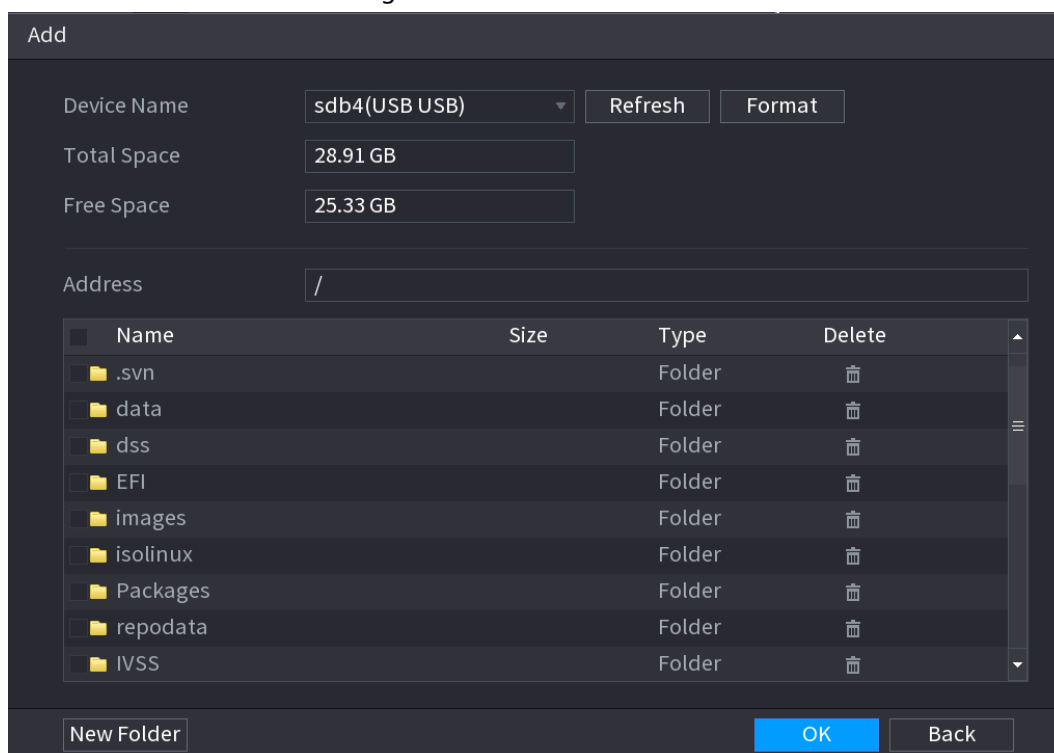 Add
Device Name sdb4(USB USB) Refresh Format
Total Space 28.91 GB
Free Space 25.33 GB
Address /
Name Size Type Delete
.svn Folder
data Folder
dss Folder
EFI Folder
images Folder
isolinux Folder
Packages Folder
repodata Folder
IVSS Folder
New Folder OK Back